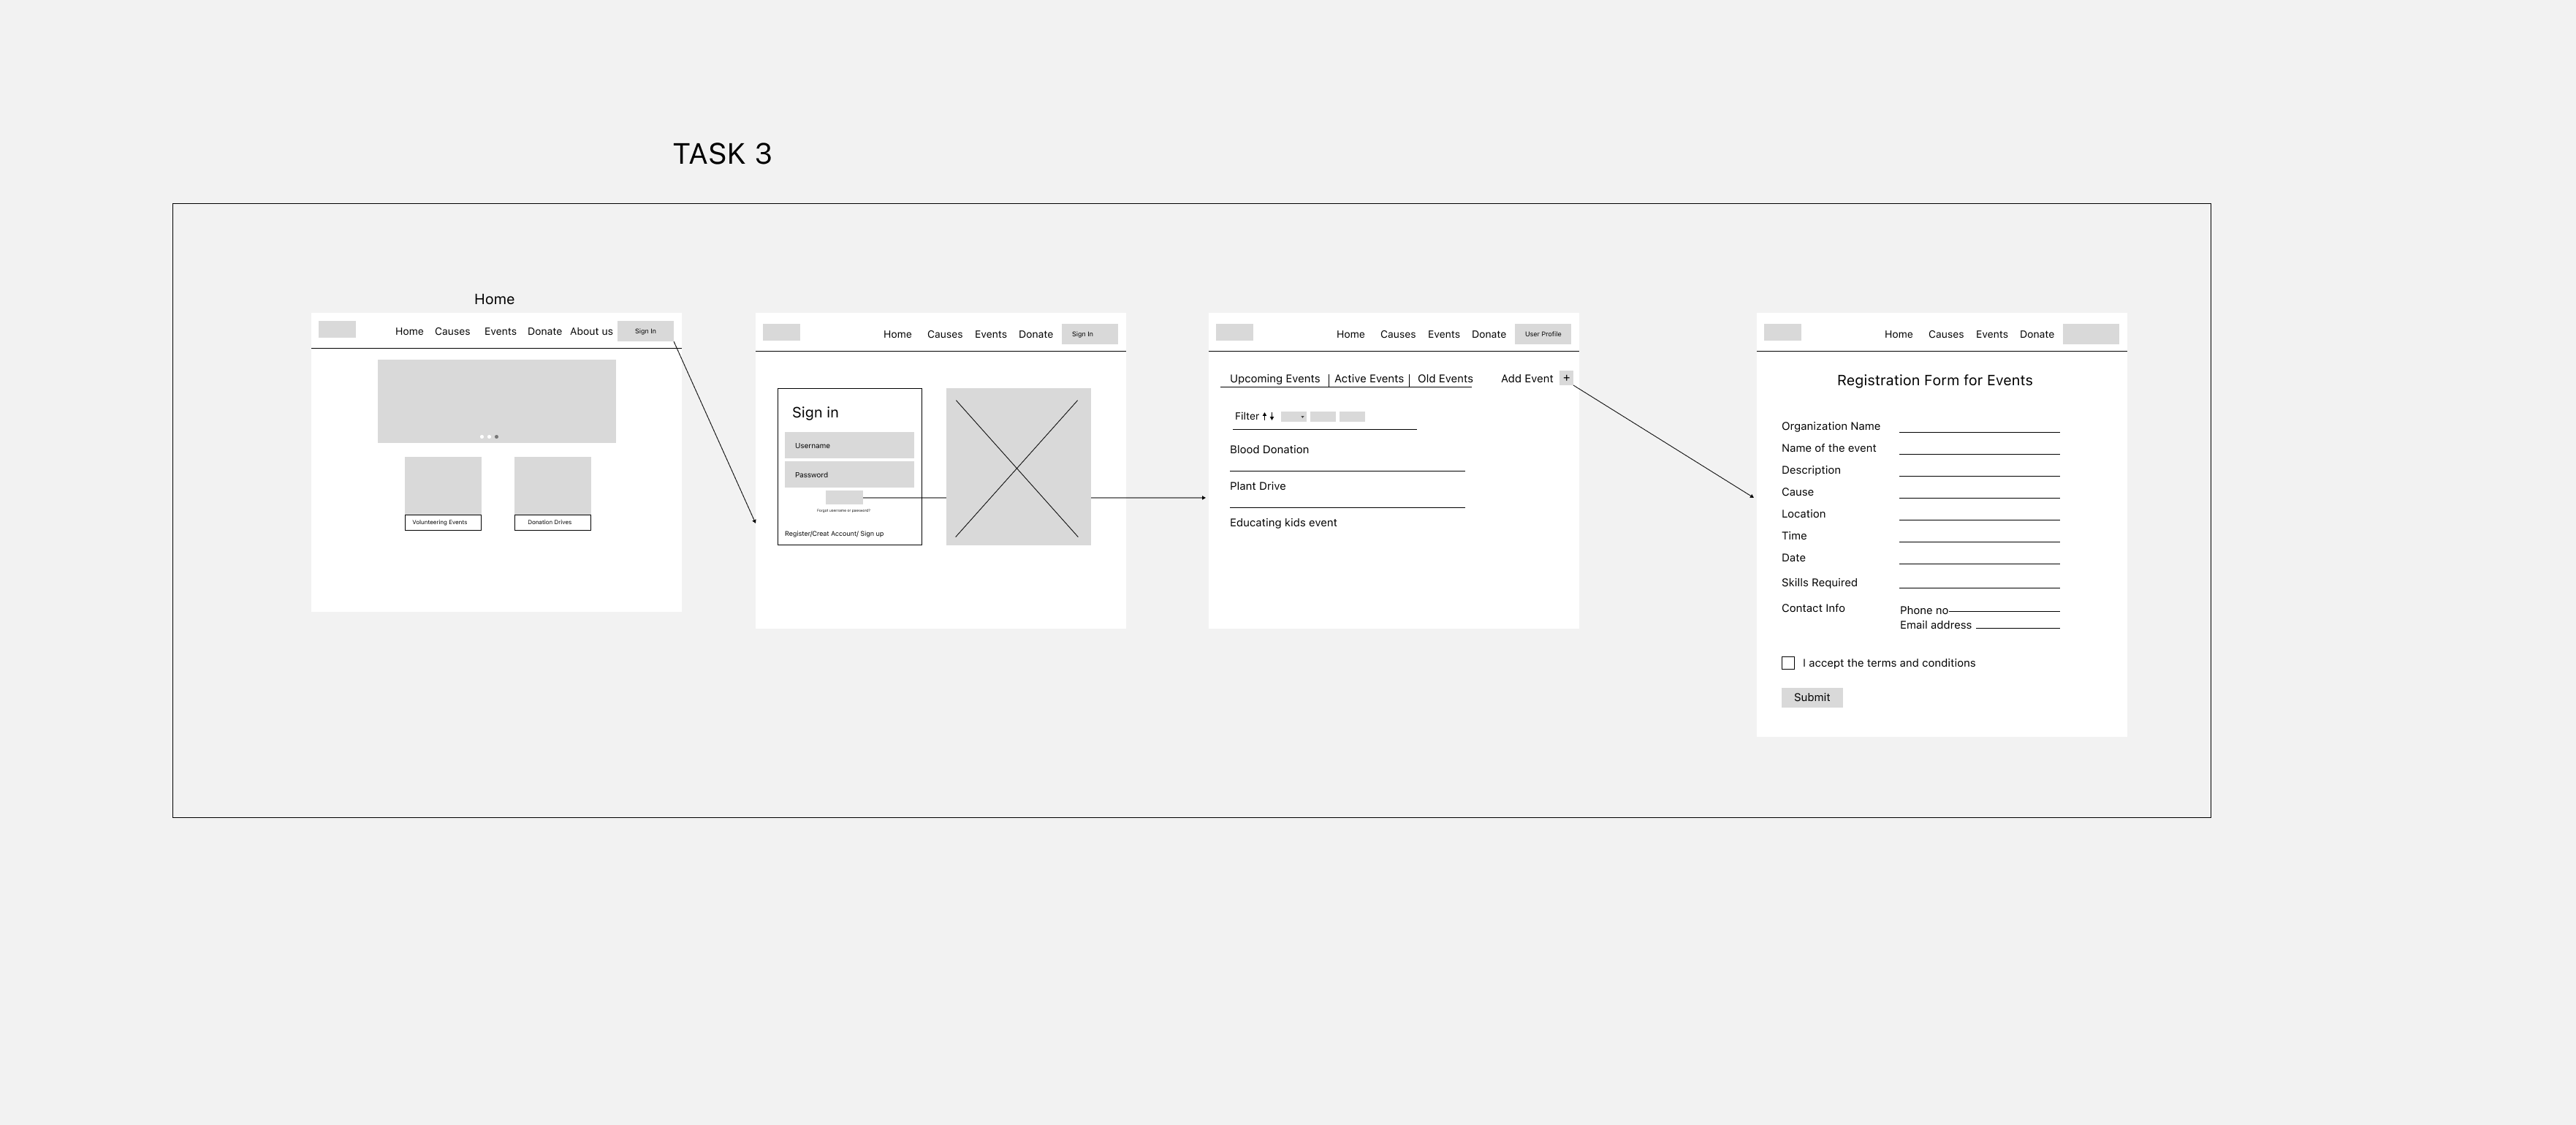 TASK 3
Home
Home Causes Events Donate About us Sign In
Volunteering Events Donation Drives
Home Causes Events Donate Sign In
Sign in
Username
Password
Forgot username or password?
Register/Creat Account/ Sign up
Home Causes Events Donate User Profile
Upcoming Events | Active Events | Old Events Add Event +
Filter
Blood Donation
Plant Drive
Educating kids event
Home Causes Events Donate
Registration Form for Events
Organization Name
Name of the event
Description
Cause
Location
Time
Date
Skills Required
Contact Info Phone no
Email address
I accept the terms and conditions
Submit